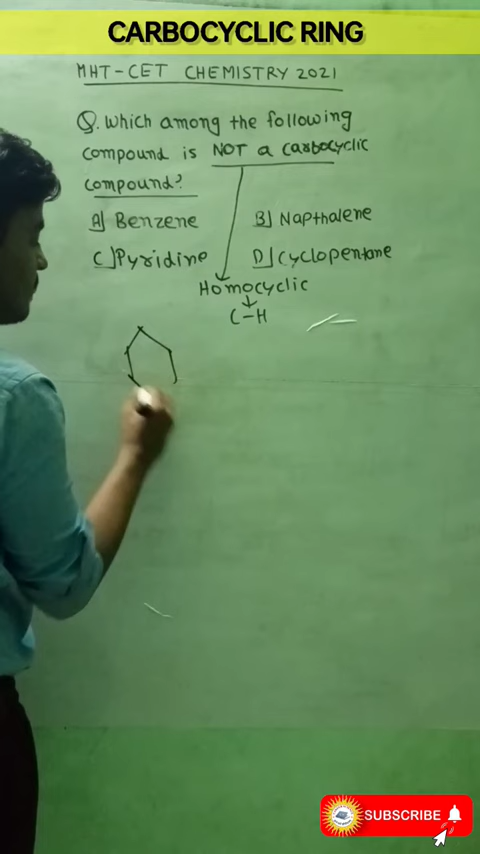 CARBOCYCLIC RING
MHT-CET CHEMISTRY 2021
Q. Which among the following
compound is NOT a carbocyclic
compound?
A] Benzene B] Napthalene
C] Pyridine D] Cyclopentane
Homocyclic
C-H
SUBSCRIBE